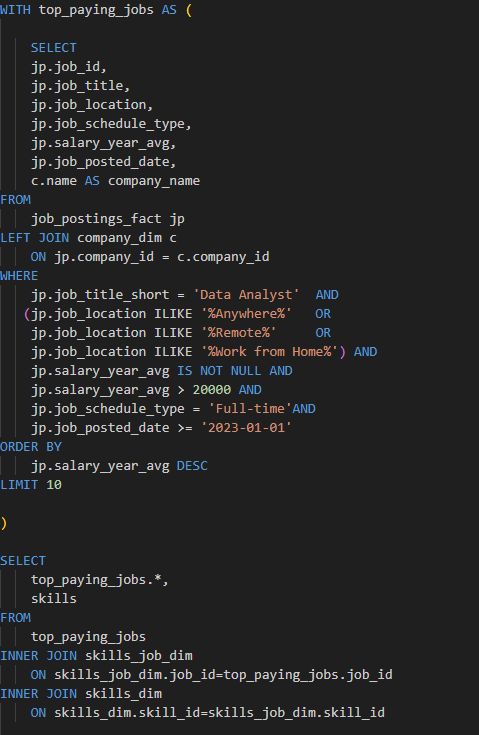 WITH top_paying_jobs AS (
SELECT
jp.job_id,
jp.job_title,
jp.job_location,
jp.job_schedule_type,
jp.salary_year_avg,
jp.job_posted_date,
c.name AS company_name
FROM
job_postings_fact jp
LEFT JOIN company_dim c
ON jp.company_id = c.company_id
WHERE
jp.job_title_short = 'Data Analyst'  AND
(jp.job_location ILIKE '%Anywhere%'   OR
jp.job_location ILIKE '%Remote%'     OR
jp.job_location ILIKE '%Work from Home%') AND
jp.salary_year_avg IS NOT NULL AND
jp.salary_year_avg > 20000 AND
jp.job_schedule_type = 'Full-time'AND
jp.job_posted_date >= '2023-01-01'
ORDER BY
jp.salary_year_avg DESC
LIMIT 10
)
SELECT
top_paying_jobs.*,
skills
FROM
top_paying_jobs
INNER JOIN skills_job_dim
ON skills_job_dim.job_id=top_paying_jobs.job_id
INNER JOIN skills_dim
ON skills_dim.skill_id=skills_job_dim.skill_id